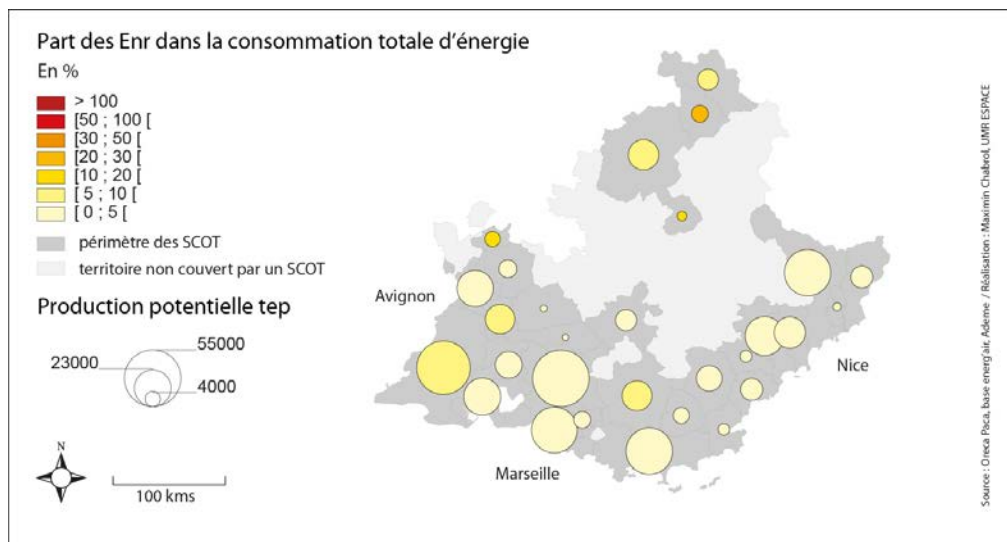 Part des Enr dans la consommation totale d'énergie
En %
> 100
[50 ; 100 [
[30 ; 50 [
[20 ; 30 [
[10 ; 20 [
[ 5 ; 10 [
[ 0 ; 5 [
périmètre des SCOT
territoire non couvert par un SCOT
Production potentielle tep
55000
23000
4000
N
100 kms
Avignon
Marseille
Nice
Source : Oreca Paca, base energ'air, Ademe / Réalisation : Maximin Chabrol, UMR ESPACE